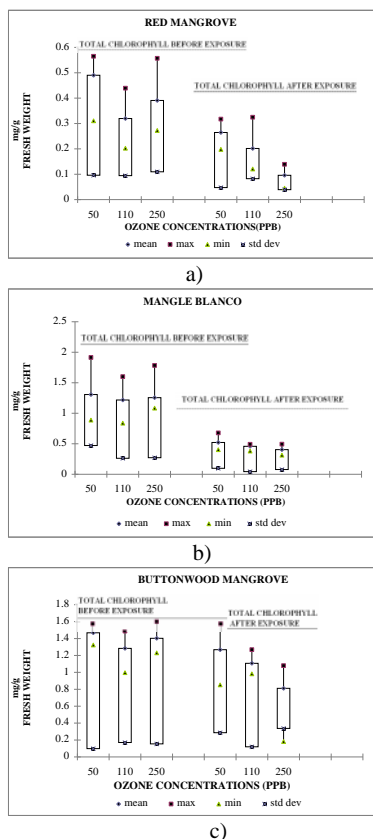 RED MANGROVE
TOTAL CHLOROPHYLL BEFORE EXPOSURE
TOTAL CHLOROPHYLL AFTER EXPOSURE
mg/g
FRESH WEIGHT
0.6
0.5
0.4
0.3
0.2
0.1
0
50 110 250 50 110 250
OZONE CONCENTRATIONS(PPB)
mean max min std dev
a)
MANGLE BLANCO
TOTAL CHLOROPHYLL BEFORE EXPOSURE
TOTAL CHLOROPHYLL AFTER EXPOSURE
mg/g
FRESH WEIGHT
2.5
2
1.5
1
0.5
0
50 110 250 50 110 250
OZONE CONCENTRATIONS (PPB)
mean max min std dev
b)
BUTTONWOOD MANGROVE
TOTAL CHLOROPHYLL
BEFORE EXPOSURE
TOTAL CHLOROPHYLL
AFTER EXPOSURE
mg/g
FRESH WEIGHT
1.8
1.6
1.4
1.2
1
0.8
0.6
0.4
0.2
0
50 110 250 50 110 250
OZONE CONCENTRATIONS (PPB)
mean max min std dev
c)